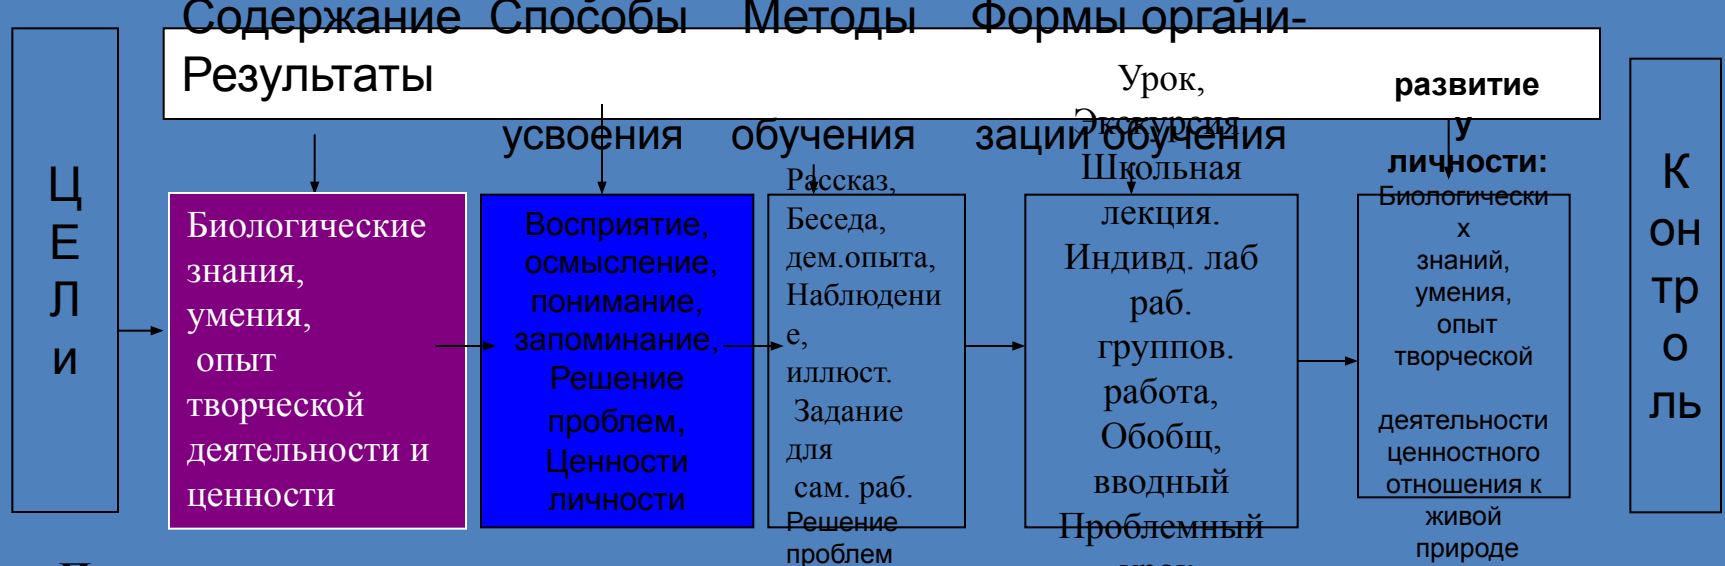 Содержание Способы Методы Формы органи-
Результаты
усвоения обучения зации обучения
Ц
Е
Л
и
Биологические
знания,
умения,
опыт
творческой
деятельности и
ценности
Восприятие,
осмысление,
понимание,
запоминание,
Решение
проблем,
Ценности
личности
Рассказ,
Беседа,
дем.опыта,
Наблюдени
е,
иллюст.
Задание
для
сам. раб.
Решение
проблем
Урок,
Экскурсия
Школьная
лекция.
Индивд. лаб
раб.
группов.
работа,
Обобщ,
вводный
Проблемный
урок
развитие
у
личности:
Биологически
х
знаний,
умения,
опыт
творческой
деятельности
ценностного
отношения к
живой
природе
К
он
тр
о
ль